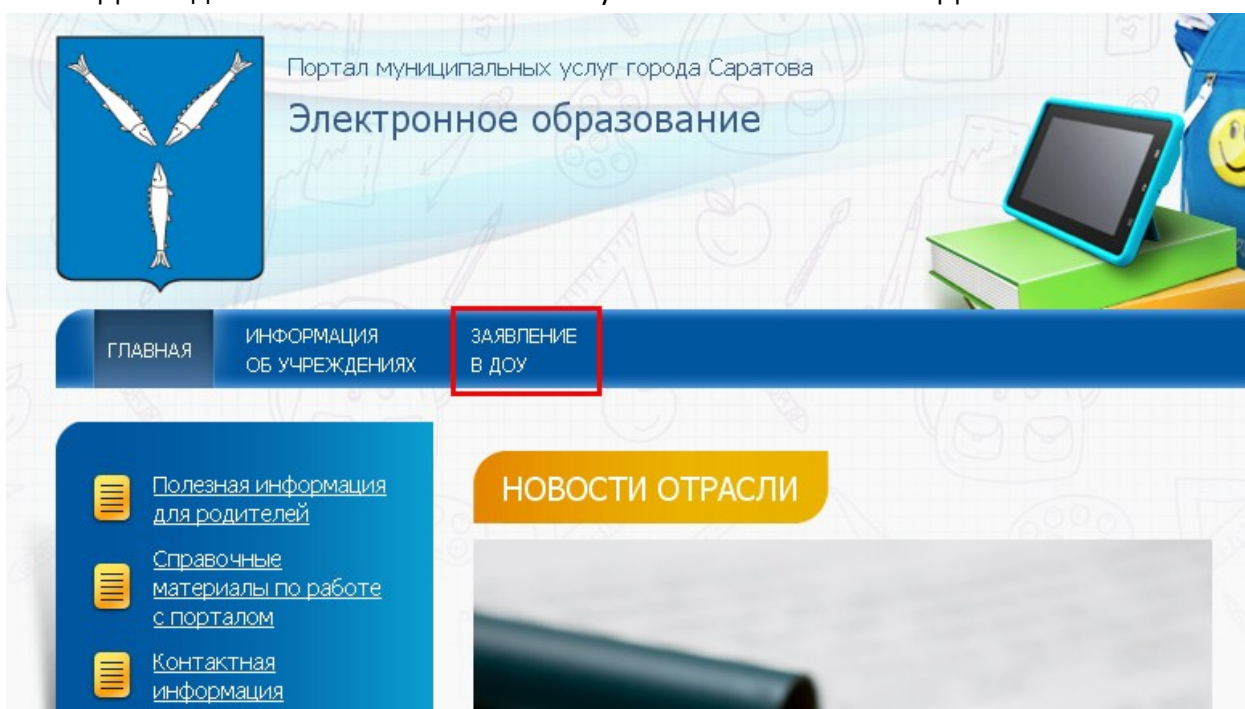 Портал муниципальных услуг города Саратова
Электронное образование
ГЛАВНАЯ
ИНФОРМАЦИЯ
ОБ УЧРЕЖДЕНИЯХ
ЗАЯВЛЕНИЕ
В ДОУ
Полезная информация
для родителей
Справочные
материалы по работе
с порталом
Контактная
информация
НОВОСТИ ОТРАСЛИ